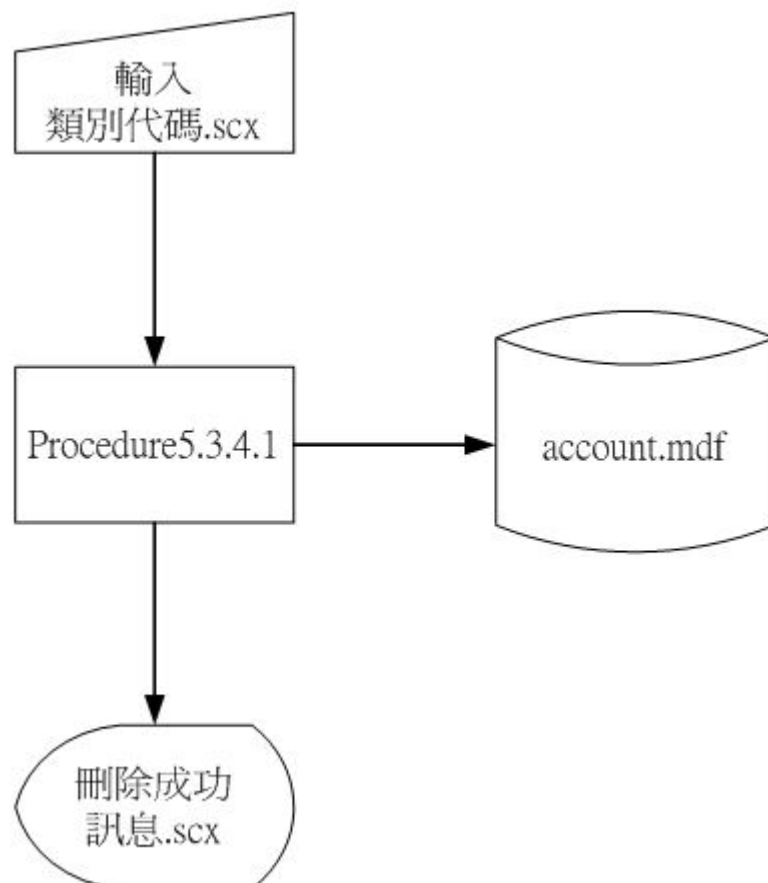 輸入
類別代碼.scx
Procedure5.3.4.1
account.mdf
刪除成功
訊息.scx